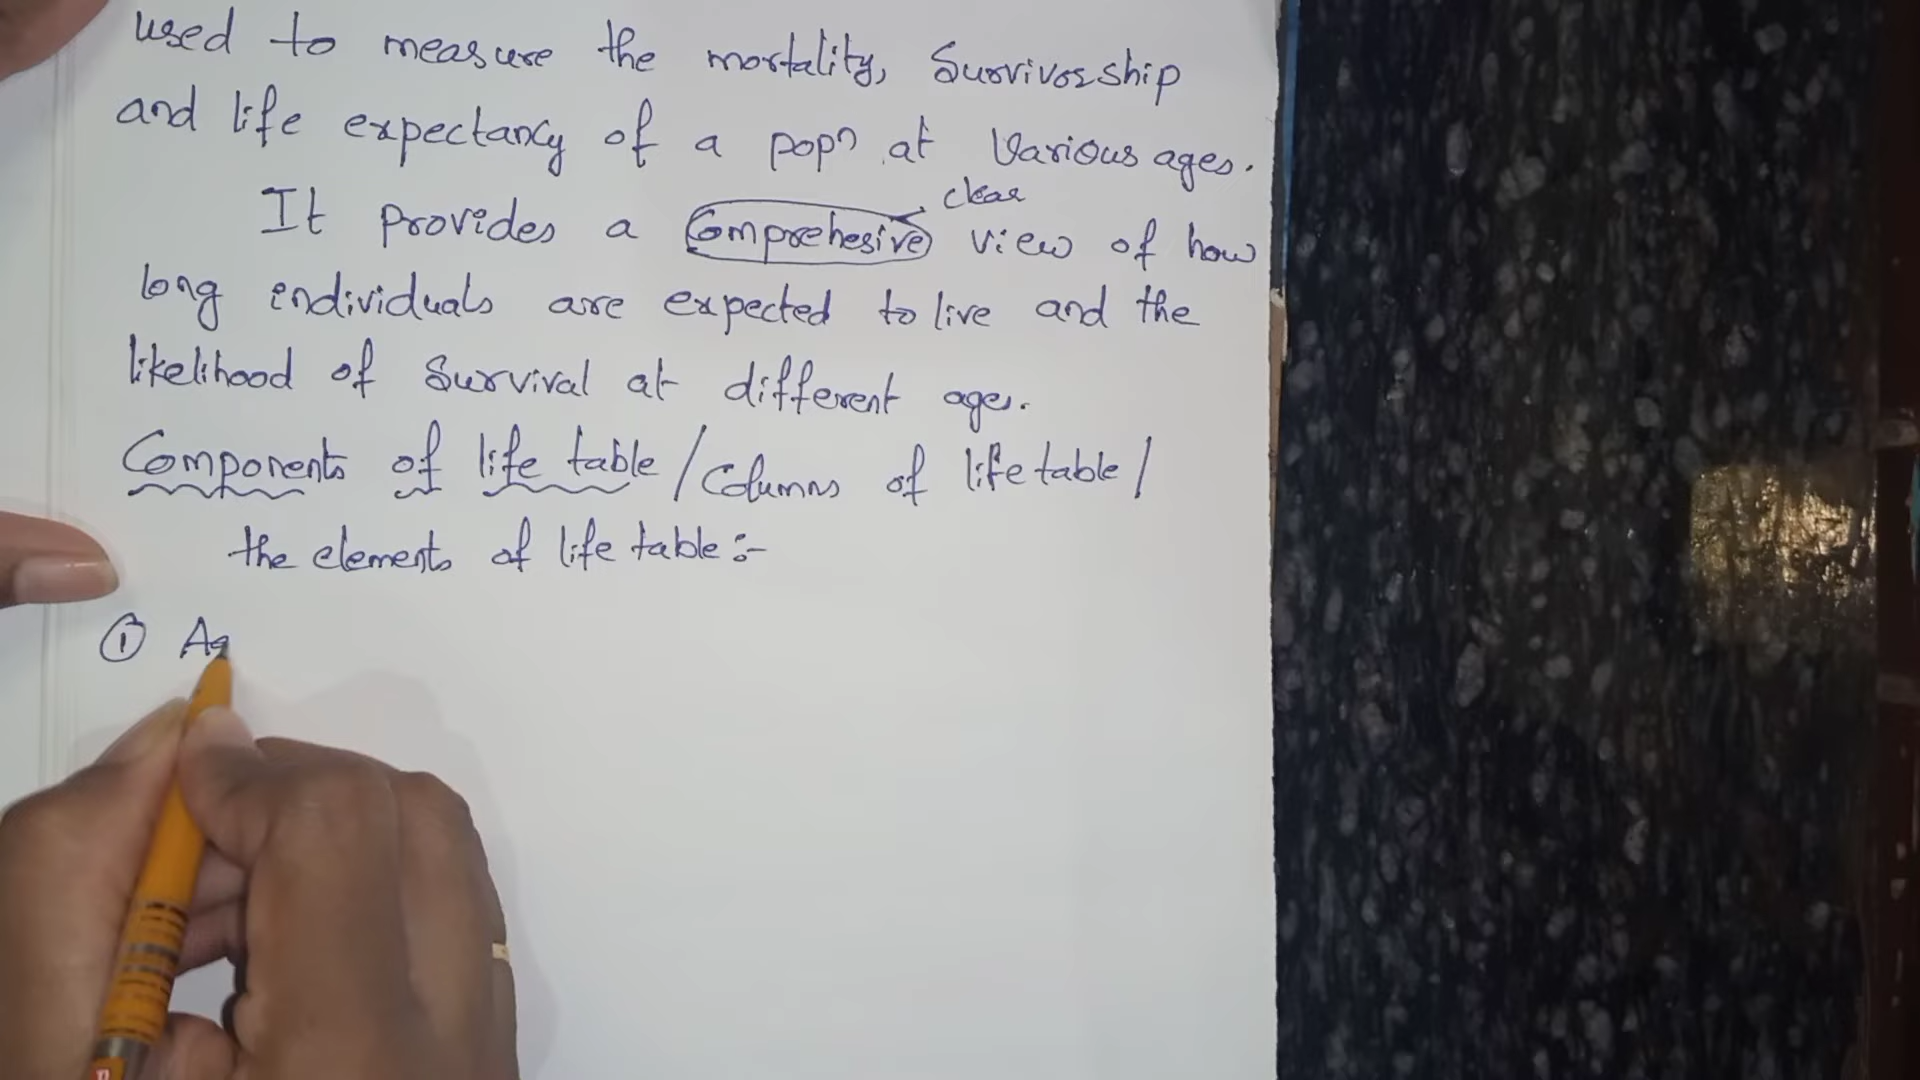 used to measure the mortality, Survivorship
and life expectancy of a popn at Various ages.
clear
It provides a Comprehesive view of how
long individuals are expected to live and the
likelihood of Survival at different ages.
Components of life table / Columns of life table /
the elements of life table :-
① Ag